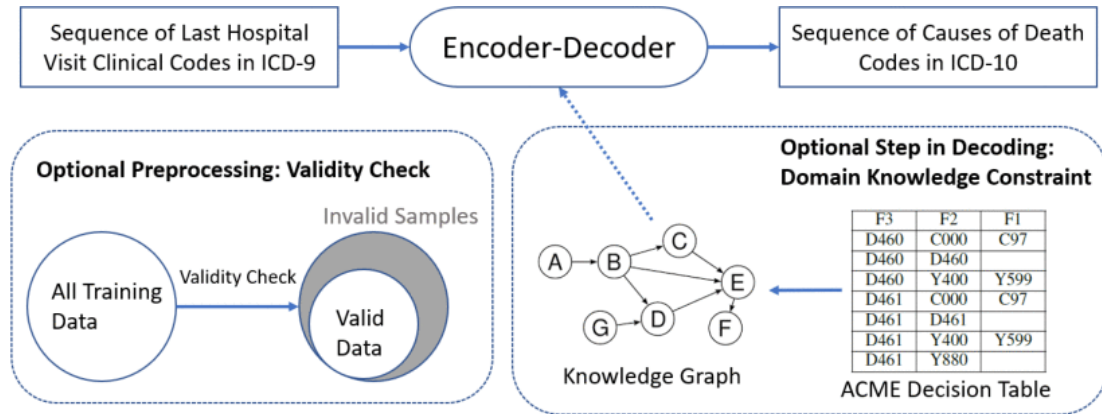 Sequence of Last Hospital
Visit Clinical Codes in ICD-9
Encoder-Decoder
Sequence of Causes of Death
Codes in ICD-10
Optional Preprocessing: Validity Check
Invalid Samples
All Training
Data
Validity Check
Valid
Data
Optional Step in Decoding:
Domain Knowledge Constraint
A
B
C
E
D
G
F
Knowledge Graph
F3 F2 F1
D460 C000 C97
D460 D460
D460 Y400 Y599
D461 C000 C97
D461 D461
D461 Y400 Y599
D461 Y880
ACME Decision Table